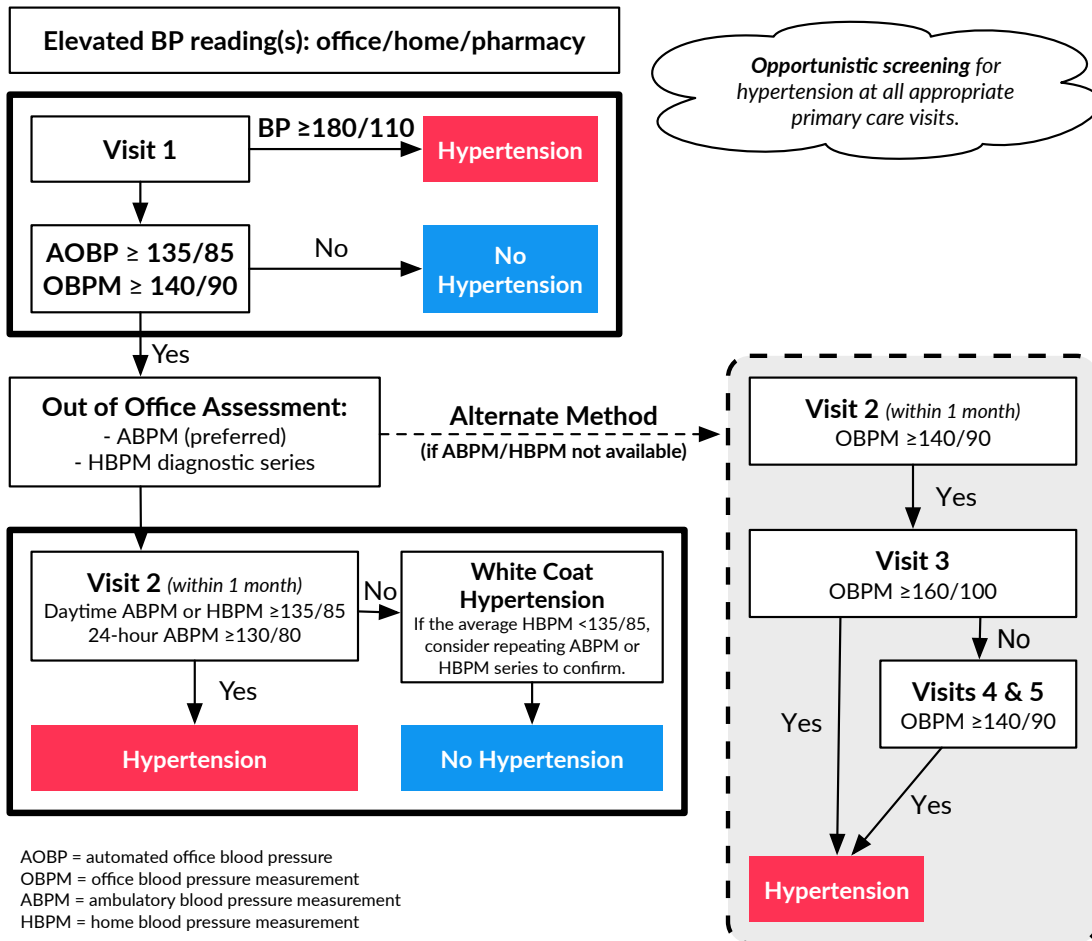 Elevated BP reading(s): office/home/pharmacy
Opportunistic screening for
hypertension at all appropriate
primary care visits.
Visit 1
BP ≥180/110
Hypertension
AOBP ≥ 135/85
OBPM ≥ 140/90
No
No
Hypertension
Yes
Out of Office Assessment:
- ABPM (preferred)
- HBPM diagnostic series
Alternate Method
(if ABPM/HBPM not available)
Visit 2 (within 1 month)
Daytime ABPM or HBPM ≥135/85
24-hour ABPM ≥130/80
No
White Coat
Hypertension
If the average HBPM <135/85,
consider repeating ABPM or
HBPM series to confirm.
Yes
Hypertension
No Hypertension
Visit 2 (within 1 month)
OBPM ≥140/90
Yes
Visit 3
OBPM ≥160/100
No
Visits 4 & 5
OBPM ≥140/90
Yes
Yes
Hypertension
AOBP = automated office blood pressure
OBPM = office blood pressure measurement
ABPM = ambulatory blood pressure measurement
HBPM = home blood pressure measurement